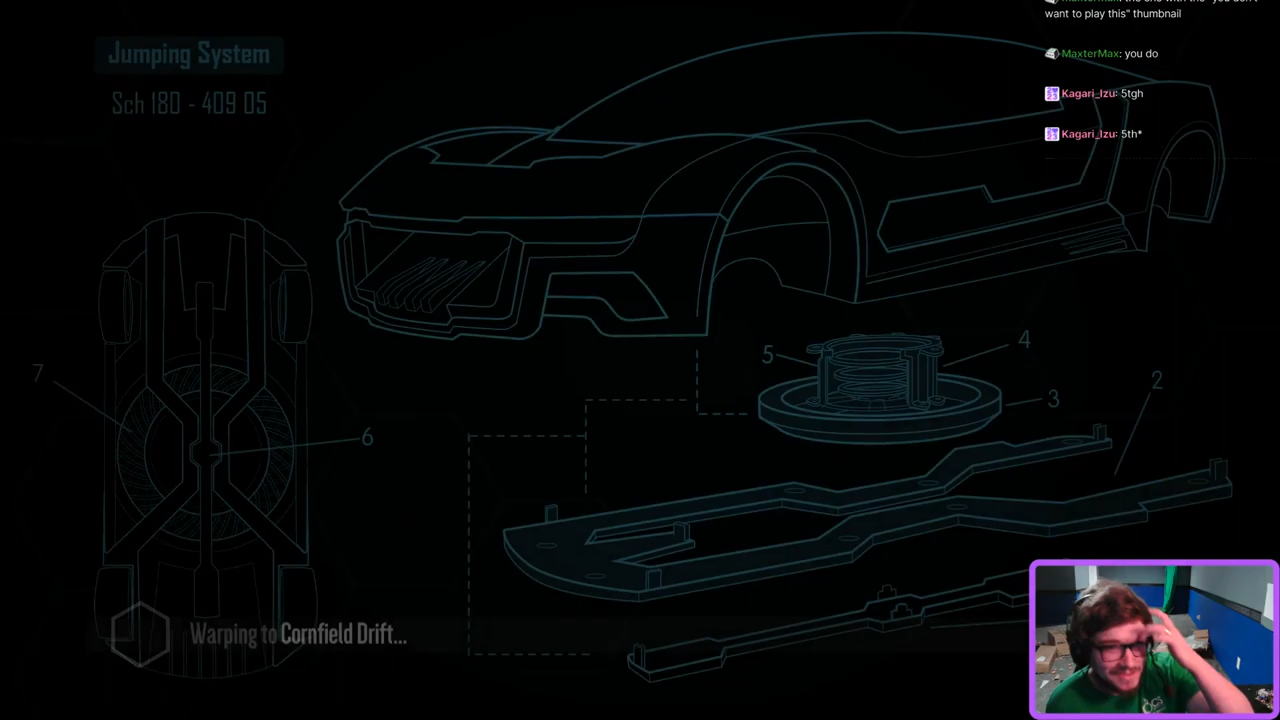 Jumping System
Sch 180 - 409 05
want to play this" thumbnail
MaxterMax: you do
Kagari_Izu: 5tgh
Kagari_Izu: 5th*
5
4
3
2
7
6
Warping to Cornfield Drift...